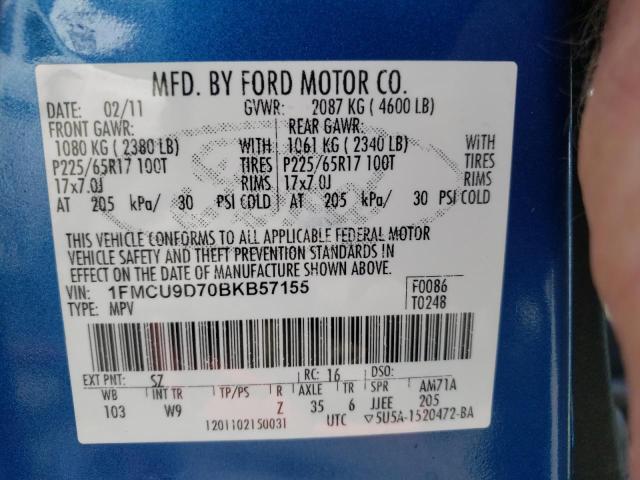 MFD. BY FORD MOTOR CO.
DATE: 02/11 GVWR: 2087 KG ( 4600 LB)
FRONT GAWR: REAR GAWR:
1080 KG ( 2380 LB) WITH 1061 KG ( 2340 LB) WITH
P225/65R17 100T TIRES P225/65R17 100T TIRES
17x7.0J RIMS 17x7.0J RIMS
AT 205 kPa/ 30 PSI COLD AT 205 kPa/ 30 PSI COLD
THIS VEHICLE CONFORMS TO ALL APPLICABLE FEDERAL MOTOR
VEHICLE SAFETY AND THEFT PREVENTION STANDARDS IN
EFFECT ON THE DATE OF MANUFACTURE SHOWN ABOVE.
VIN: 1FMCU9D70BKB57155 F0086
TYPE: MPV T0248
EXT PNT: SZ RC: 16 DSO:
WB INT TR TP/PS R AXLE TR SPR AM71A
103 W9 Z 35 6 JJEE 205
1201102150031 UTC ▽5U5A-1520472-BA